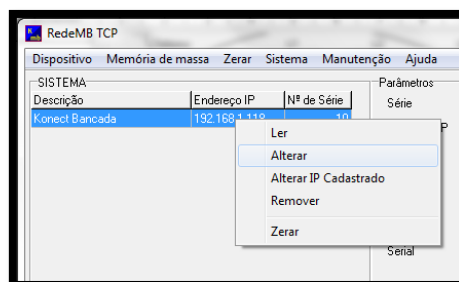 RedeMB TCP
Dispositivo Memória de massa Zerar Sistema Manutenção Ajuda
SISTEMA
Descrição Endereço IP Nª de Série
Konect Bancada 192.168.1.118 10
Ler
Alterar
Alterar IP Cadastrado
Remover
Zerar
Parâmetros
Série
P
Serial